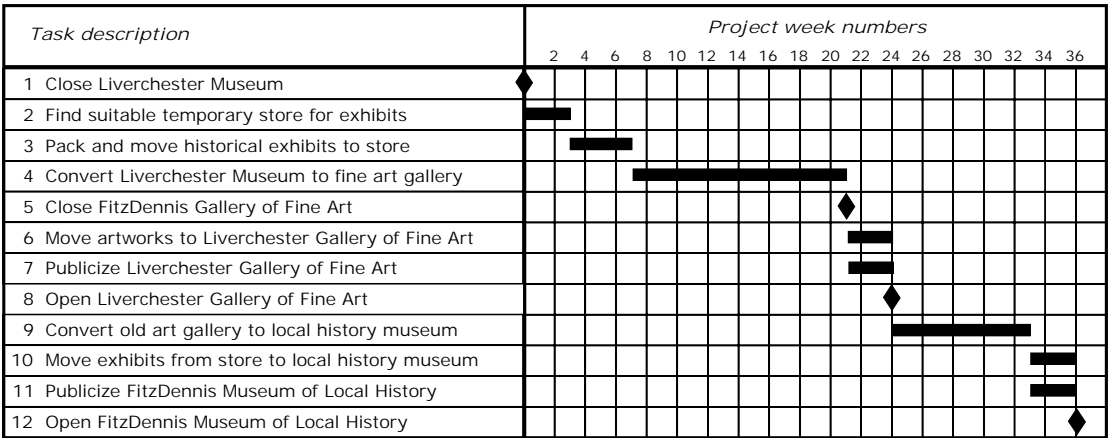 Task description
Project week numbers
2 4 6 8 10 12 14 16 18 20 22 24 26 28 30 32 34 36
1 Close Liverchester Museum
2 Find suitable temporary store for exhibits
3 Pack and move historical exhibits to store
4 Convert Liverchester Museum to fine art gallery
5 Close FitzDennis Gallery of Fine Art
6 Move artworks to Liverchester Gallery of Fine Art
7 Publicize Liverchester Gallery of Fine Art
8 Open Liverchester Gallery of Fine Art
9 Convert old art gallery to local history museum
10 Move exhibits from store to local history museum
11 Publicize FitzDennis Museum of Local History
12 Open FitzDennis Museum of Local History